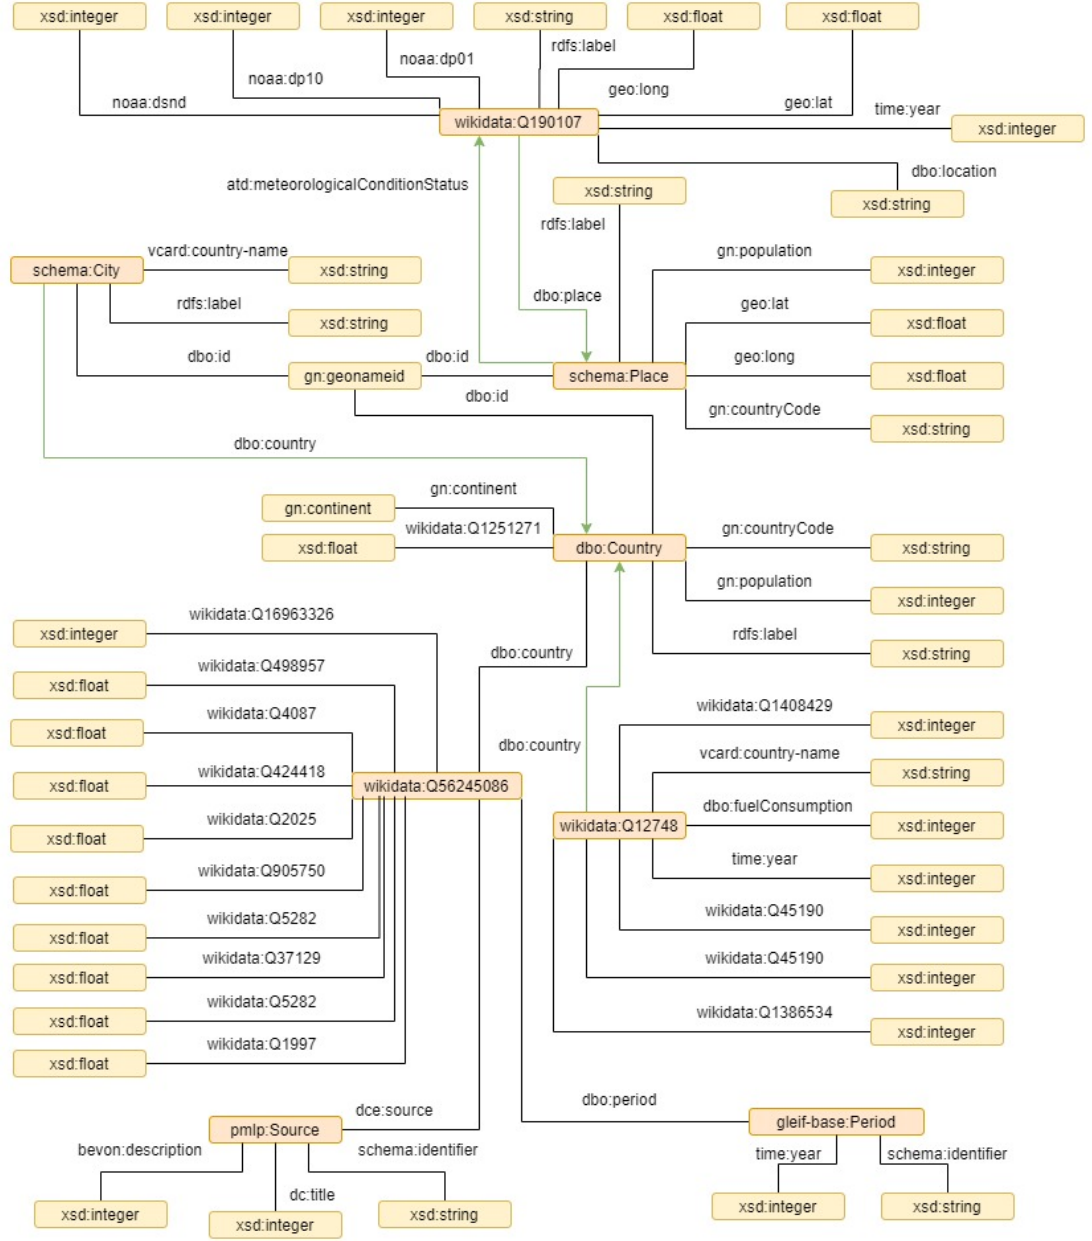 xsd:integer
xsd:integer
xsd:integer
xsd:string
xsd:float
xsd:float
rdfs:label
noaa:dp01
noaa:dp10
geo:long
noaa:dsnd
geo:lat
time:year
wikidata:Q190107
xsd:integer
dbo:location
atd:meteorologicalConditionStatus
xsd:string
xsd:string
rdfs:label
vcard:country-name
gn:population
schema:City
xsd:string
xsd:integer
dbo:place
rdfs:label
geo:lat
xsd:string
xsd:float
dbo:id
dbo:id
geo:long
gn:geonameid
schema:Place
xsd:float
dbo:id
gn:countryCode
xsd:string
dbo:country
gn:continent
gn:continent
wikidata:Q1251271
gn:countryCode
xsd:float
dbo:Country
xsd:string
gn:population
xsd:integer
wikidata:Q16963326
xsd:integer
rdfs:label
dbo:country
xsd:string
wikidata:Q498957
xsd:float
wikidata:Q4087
wikidata:Q1408429
xsd:float
xsd:integer
dbo:country
vcard:country-name
wikidata:Q424418
xsd:string
xsd:float
wikidata:Q56245086
dbo:fuelConsumption
wikidata:Q2025
wikidata:Q12748
xsd:integer
xsd:float
time:year
wikidata:Q905750
xsd:integer
xsd:float
wikidata:Q45190
wikidata:Q5282
xsd:integer
xsd:float
wikidata:Q37129
wikidata:Q45190
xsd:float
xsd:integer
wikidata:Q5282
wikidata:Q1386534
xsd:float
xsd:integer
wikidata:Q1997
xsd:float
dbo:period
dce:source
pmlp:Source
gleif-base:Period
bevon:description
schema:identifier
time:year
schema:identifier
dc:title
xsd:integer
xsd:integer
xsd:string
xsd:integer
xsd:string